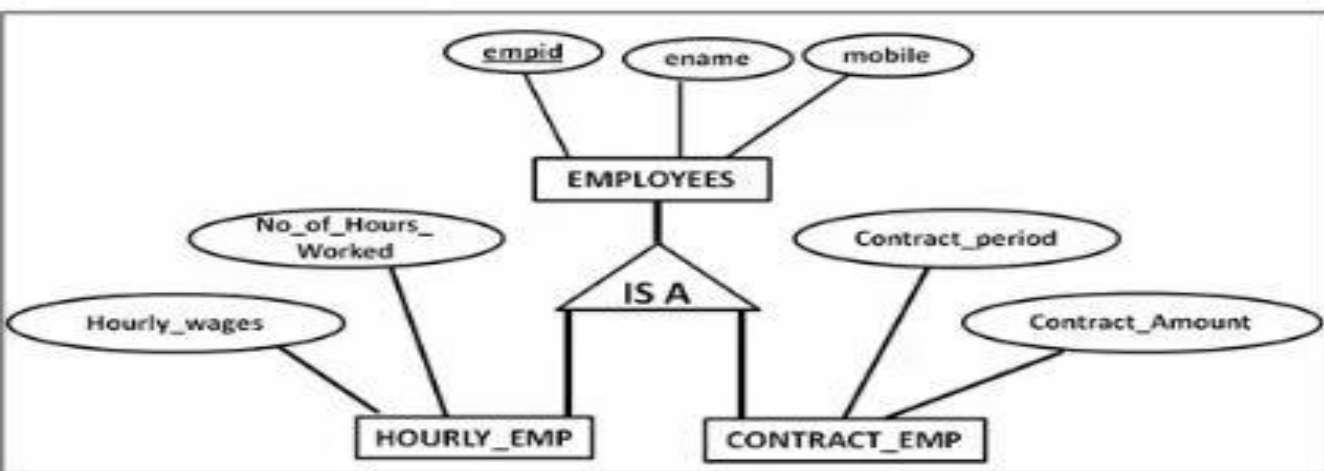 empid
ename
mobile
EMPLOYEES
No_of_Hours_
Worked
Contract_period
IS A
Hourly_wages
Contract_Amount
HOURLY_EMP
CONTRACT_EMP